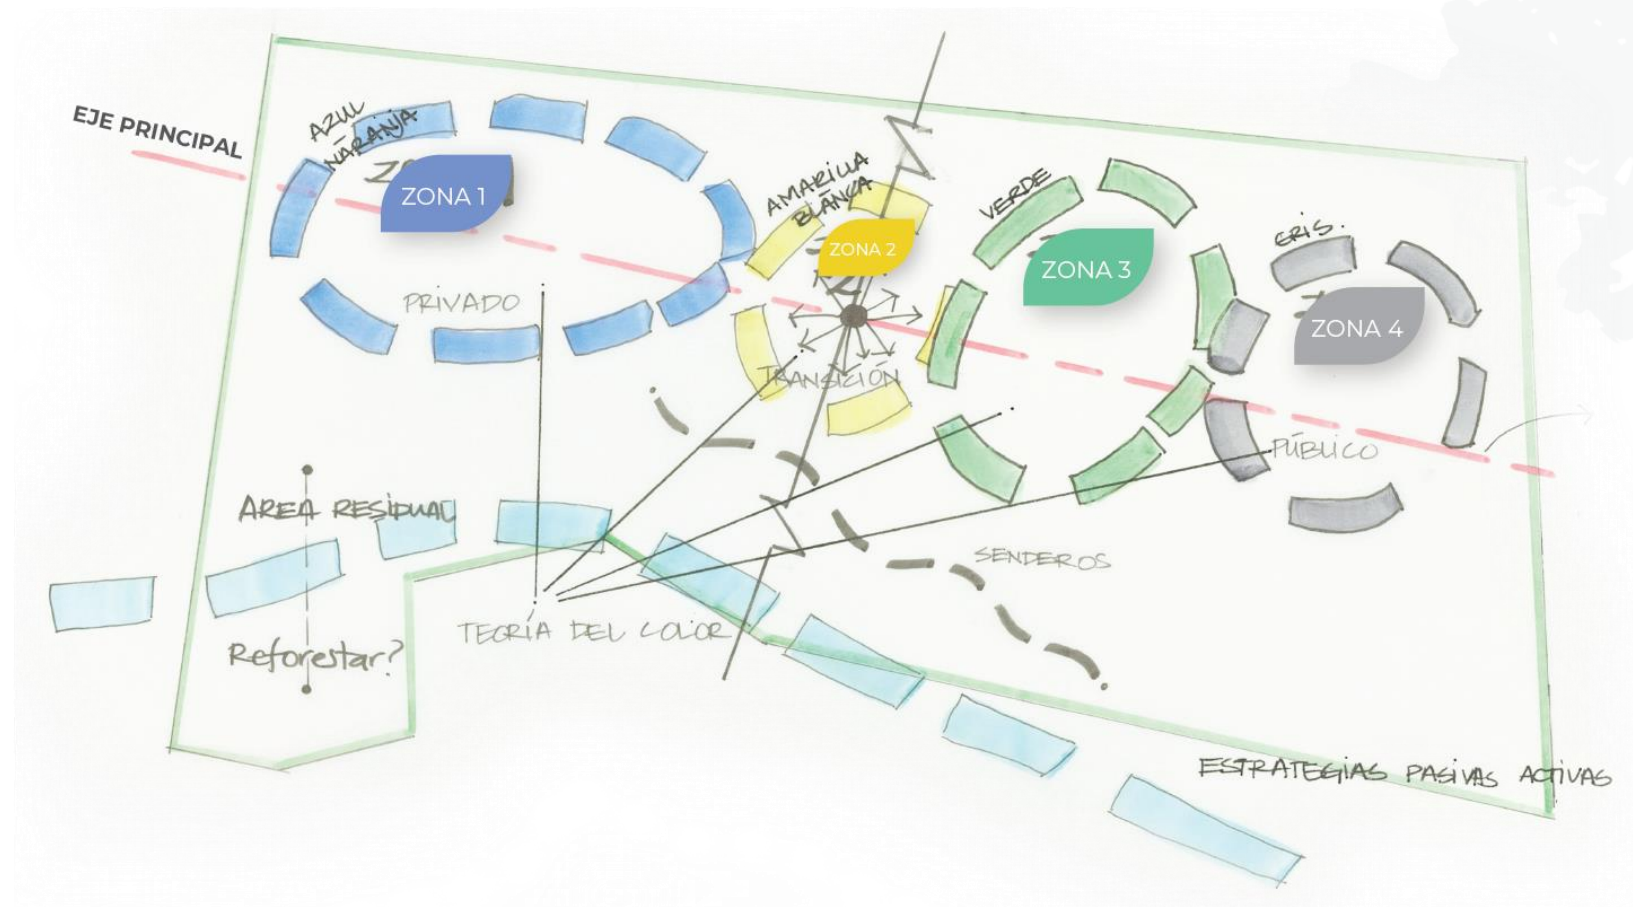 EJE PRINCIPAL
AZUL
NARANJA
ZONA 1
PRIVADO
AMARILLA
BLANCA
ZONA 2
TRANSICIÓN
VERDE
ZONA 3
GRIS.
ZONA 4
PÚBLICO
AREA RESIDUAL
Reforestar?
TEORÍA DEL COLOR
SENDEROS
ESTRATEGIAS PASIVAS ACTIVAS